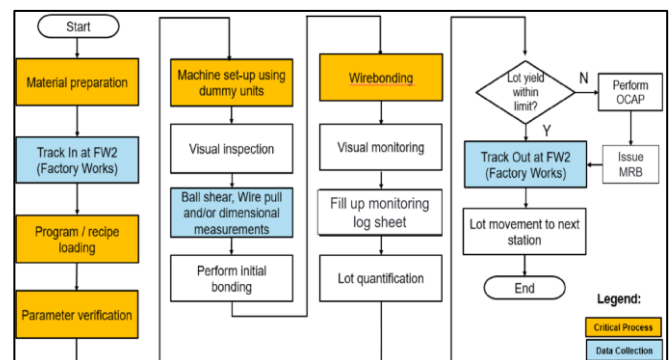 Start
Material preparation
Track In at FW2
(Factory Works)
Program / recipe
loading
Parameter verification
Machine set-up using
dummy units
Visual inspection
Ball shear, Wire pull
and/or dimensional
measurements
Perform initial
bonding
Wirebonding
Visual monitoring
Fill up monitoring
log sheet
Lot quantification
Lot yield
within
limit?
N
Perform
OCAP
Y
Issue
MRB
Track Out at FW2
(Factory Works)
Lot movement to next
station
End
Legend:
Critical Process
Data Collection